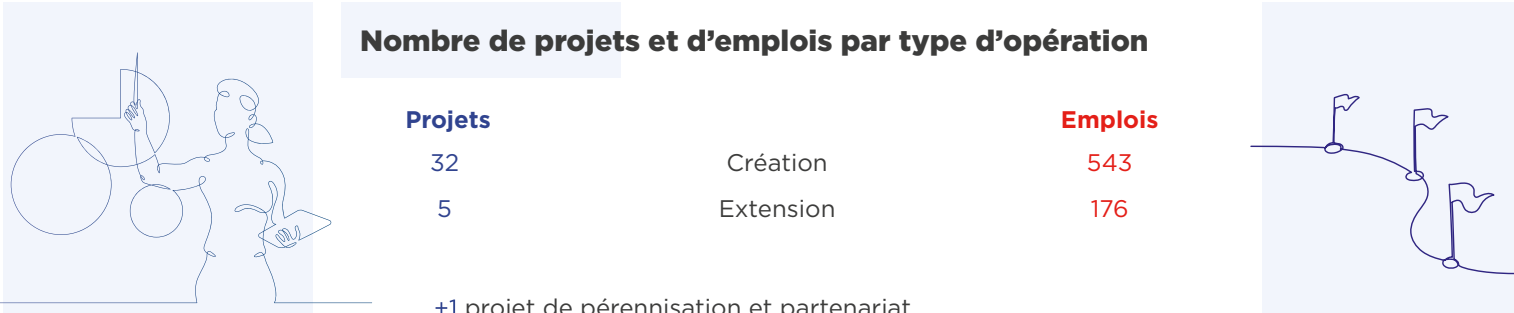 Nombre de projets et d'emplois par type d'opération
Projets Emplois
32 Création 543
5 Extension 176
+1 projet de pérennisation et partenariat